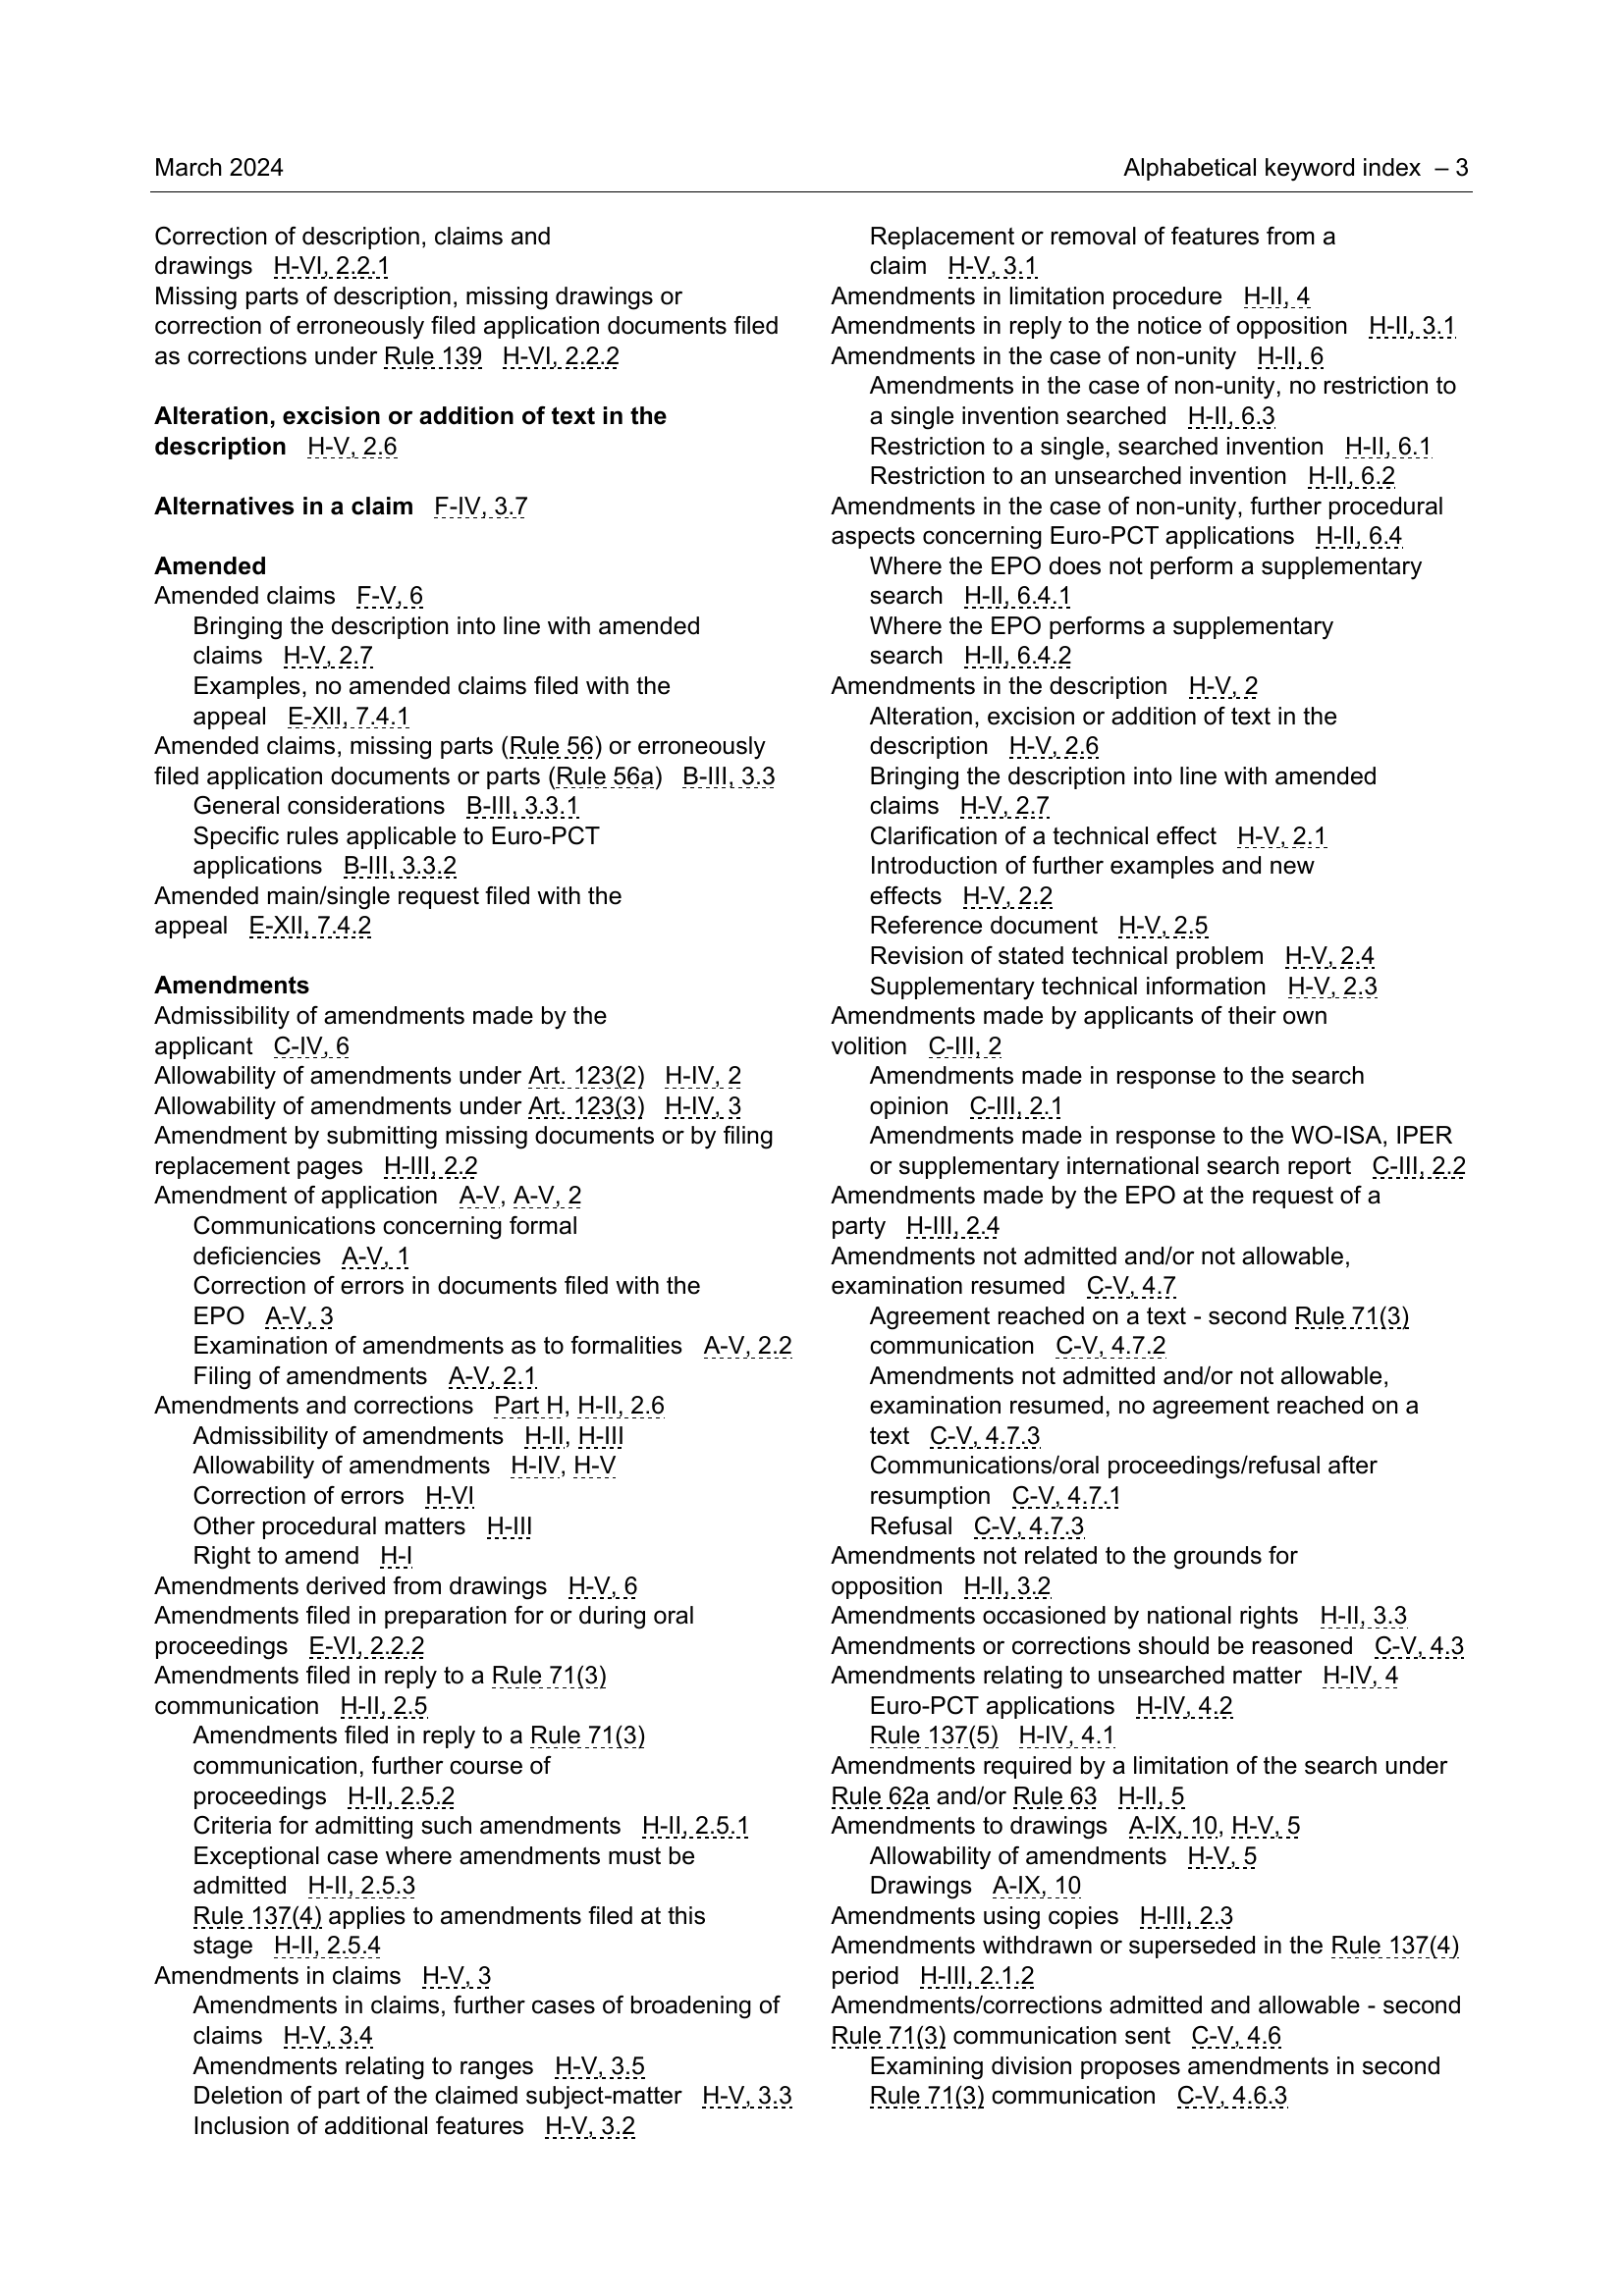 March 2024
Alphabetical keyword index – 3
Correction of description, claims and
drawings H-VI, 2.2.1
Missing parts of description, missing drawings or
correction of erroneously filed application documents filed
as corrections under Rule 139 H-VI, 2.2.2
Alteration, excision or addition of text in the
description H-V, 2.6
Alternatives in a claim F-IV, 3.7
Amended
Amended claims F-V, 6
Bringing the description into line with amended
claims H-V, 2.7
Examples, no amended claims filed with the
appeal E-XII, 7.4.1
Amended claims, missing parts (Rule 56) or erroneously
filed application documents or parts (Rule 56a) B-III, 3.3
General considerations B-III, 3.3.1
Specific rules applicable to Euro-PCT
applications B-III, 3.3.2
Amended main/single request filed with the
appeal E-XII, 7.4.2
Amendments
Admissibility of amendments made by the
applicant C-IV, 6
Allowability of amendments under Art. 123(2) H-IV, 2
Allowability of amendments under Art. 123(3) H-IV, 3
Amendment by submitting missing documents or by filing
replacement pages H-III, 2.2
Amendment of application A-V, A-V, 2
Communications concerning formal
deficiencies A-V, 1
Correction of errors in documents filed with the
EPO A-V, 3
Examination of amendments as to formalities A-V, 2.2
Filing of amendments A-V, 2.1
Amendments and corrections Part H, H-II, 2.6
Admissibility of amendments H-II, H-III
Allowability of amendments H-IV, H-V
Correction of errors H-VI
Other procedural matters H-III
Right to amend H-I
Amendments derived from drawings H-V, 6
Amendments filed in preparation for or during oral
proceedings E-VI, 2.2.2
Amendments filed in reply to a Rule 71(3)
communication H-II, 2.5
Amendments filed in reply to a Rule 71(3)
communication, further course of
proceedings H-II, 2.5.2
Criteria for admitting such amendments H-II, 2.5.1
Exceptional case where amendments must be
admitted H-II, 2.5.3
Rule 137(4) applies to amendments filed at this
stage H-II, 2.5.4
Amendments in claims H-V, 3
Amendments in claims, further cases of broadening of
claims H-V, 3.4
Amendments relating to ranges H-V, 3.5
Deletion of part of the claimed subject-matter H-V, 3.3
Inclusion of additional features H-V, 3.2
Replacement or removal of features from a
claim H-V, 3.1
Amendments in limitation procedure H-II, 4
Amendments in reply to the notice of opposition H-II, 3.1
Amendments in the case of non-unity H-II, 6
Amendments in the case of non-unity, no restriction to
a single invention searched H-II, 6.3
Restriction to a single, searched invention H-II, 6.1
Restriction to an unsearched invention H-II, 6.2
Amendments in the case of non-unity, further procedural
aspects concerning Euro-PCT applications H-II, 6.4
Where the EPO does not perform a supplementary
search H-II, 6.4.1
Where the EPO performs a supplementary
search H-II, 6.4.2
Amendments in the description H-V, 2
Alteration, excision or addition of text in the
description H-V, 2.6
Bringing the description into line with amended
claims H-V, 2.7
Clarification of a technical effect H-V, 2.1
Introduction of further examples and new
effects H-V, 2.2
Reference document H-V, 2.5
Revision of stated technical problem H-V, 2.4
Supplementary technical information H-V, 2.3
Amendments made by applicants of their own
volition C-III, 2
Amendments made in response to the search
opinion C-III, 2.1
Amendments made in response to the WO-ISA, IPER
or supplementary international search report C-III, 2.2
Amendments made by the EPO at the request of a
party H-III, 2.4
Amendments not admitted and/or not allowable,
examination resumed C-V, 4.7
Agreement reached on a text - second Rule 71(3)
communication C-V, 4.7.2
Amendments not admitted and/or not allowable,
examination resumed, no agreement reached on a
text C-V, 4.7.3
Communications/oral proceedings/refusal after
resumption C-V, 4.7.1
Refusal C-V, 4.7.3
Amendments not related to the grounds for
opposition H-II, 3.2
Amendments occasioned by national rights H-II, 3.3
Amendments or corrections should be reasoned C-V, 4.3
Amendments relating to unsearched matter H-IV, 4
Euro-PCT applications H-IV, 4.2
Rule 137(5) H-IV, 4.1
Amendments required by a limitation of the search under
Rule 62a and/or Rule 63 H-II, 5
Amendments to drawings A-IX, 10, H-V, 5
Allowability of amendments H-V, 5
Drawings A-IX, 10
Amendments using copies H-III, 2.3
Amendments withdrawn or superseded in the Rule 137(4)
period H-III, 2.1.2
Amendments/corrections admitted and allowable - second
Rule 71(3) communication sent C-V, 4.6
Examining division proposes amendments in second
Rule 71(3) communication C-V, 4.6.3